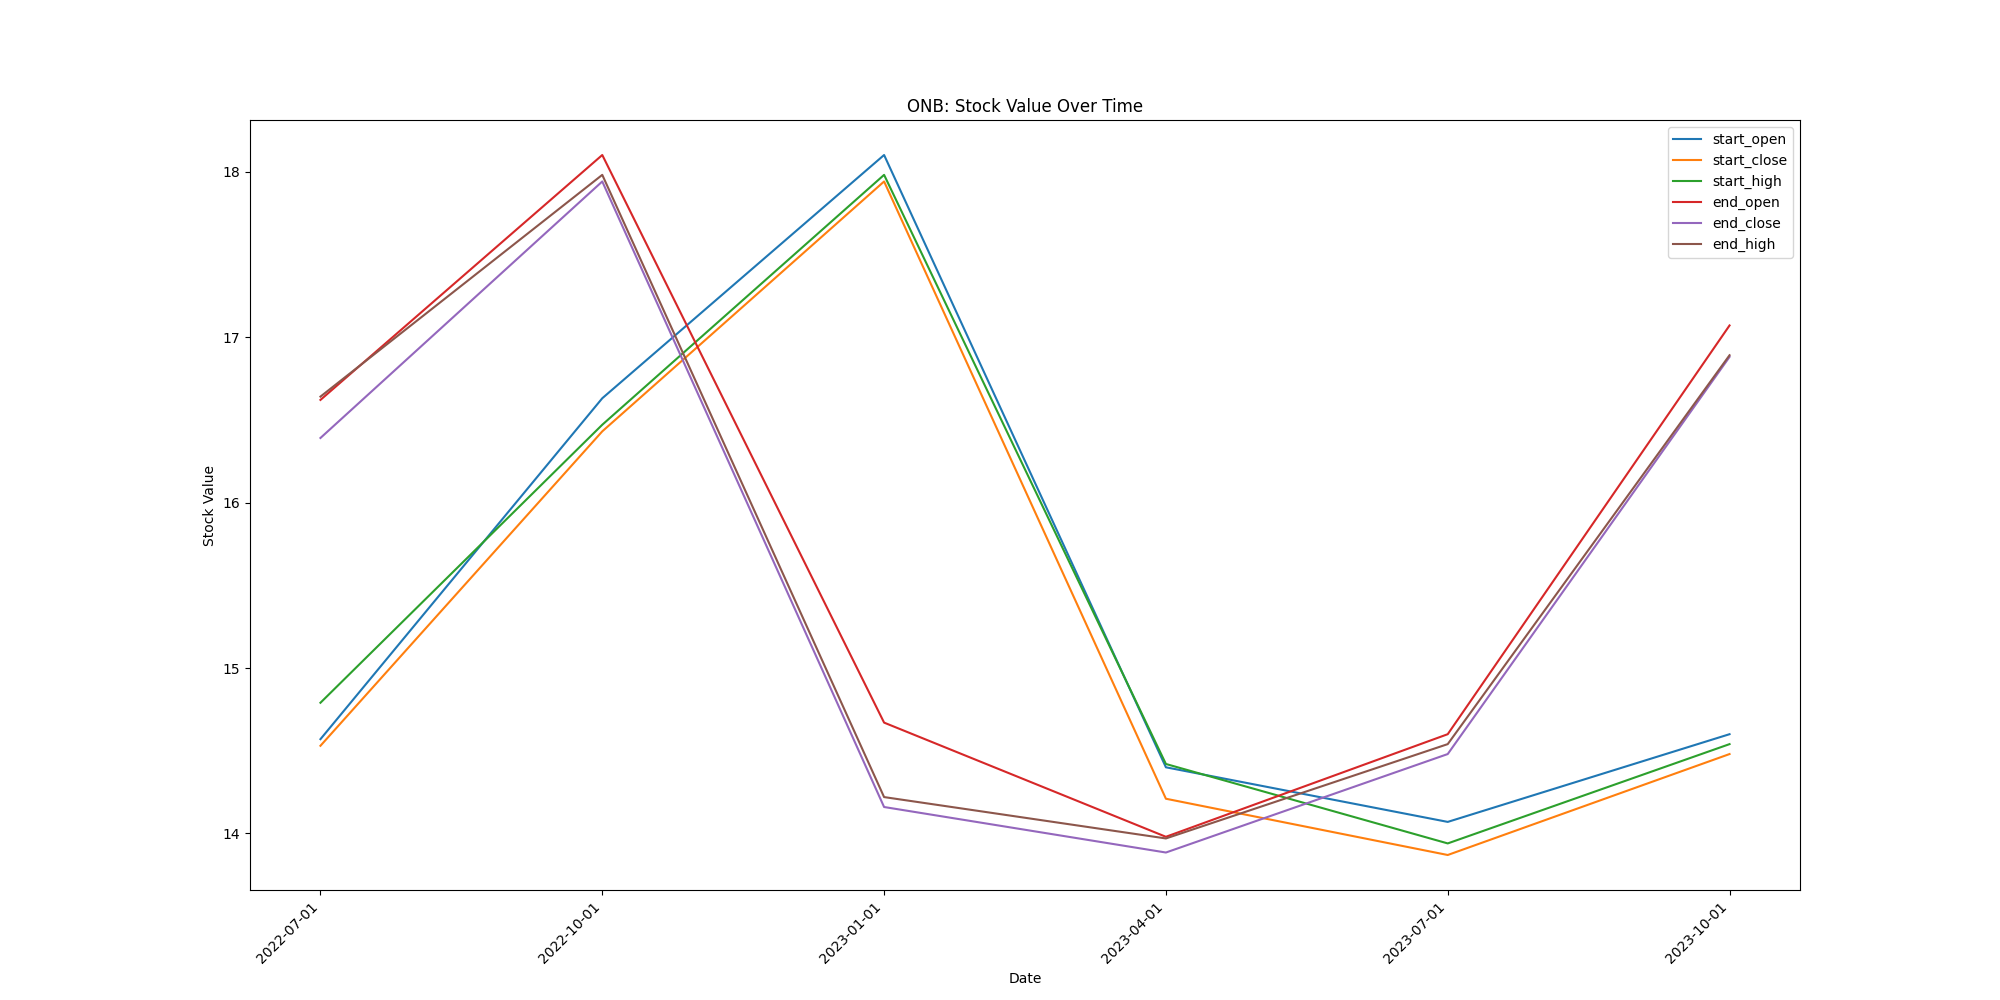 ONB: Stock Value Over Time
start_open
start_close
start_high
end_open
end_close
end_high
18
17
16
15
14
Stock Value
2022-07-01
2022-10-01
2023-01-01
2023-04-01
2023-07-01
2023-10-01
Date